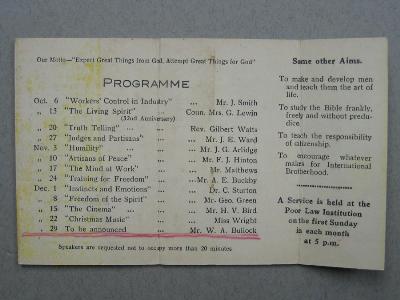 Our Motto—"Expect Great Things from God, Attempt Great Things for God"
PROGRAMME
Oct. 6 "Workers' Control in Industry" ... Mr. J. Smith
„ 13 "The Living Spirit" ... Coun. Mrs. G. Lewin
(32nd Anniversary)
„ 20 "Truth Telling" ... Rev. Gilbert Watts
„ 27 "Judges and Partizans" ... Mr. J. E. Ward
Nov. 3 "Humility" ... Mr. J. G. Arlidge
„ 10 "Artisans of Peace" ... Mr. F. J. Hinton
„ 17 "The Mind of Work" ... Mr. Matthews
„ 24 "Training for Freedom" ... Mr. A. E. Buckby
Dec. 1 "Instincts and Emotions" ... Dr. C. Sturton
„ 8 "Freedom of the Spirit" ... Mr. Geo. Green
„ 15 "The Cinema" ... Mr. H. V. Bird
„ 22 "Christmas Music" ... Miss Wright
„ 29 To be announced ... Mr. W. A. Bullock
Speakers are requested not to occupy more than 20 minutes
Some other Aims.
To make and develop men
and teach them the art of
life.
To study the Bible frankly,
freely and without preju-
dice.
To teach the responsibility
of citizenship.
To encourage whatever
makes for International
Brotherhood.
A Service is held at the
Poor Law Institution
on the first Sunday
in each month
at 5 p.m.